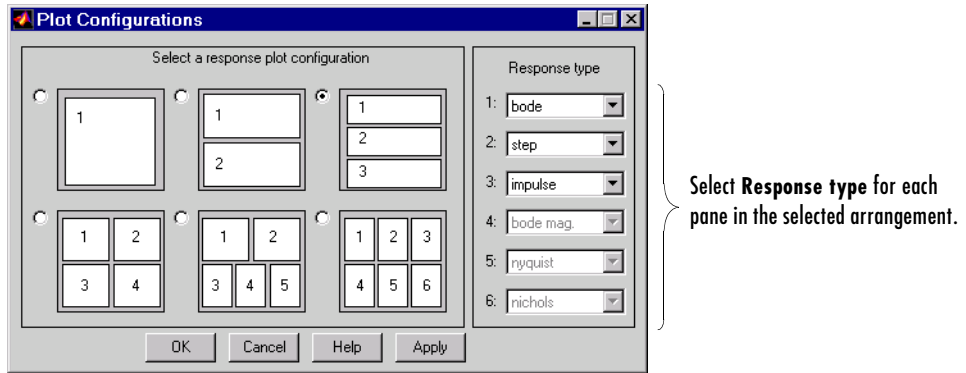 Plot Configurations
Select a response plot configuration
1
1
2
1
2
3
1 2
3 4
1 2
3 4 5
1 2 3
4 5 6
Response type
1: bode
2: step
3: impulse
4: bode mag.
5: nyquist
6: nichols
OK Cancel Help Apply
Select Response type for each
pane in the selected arrangement.